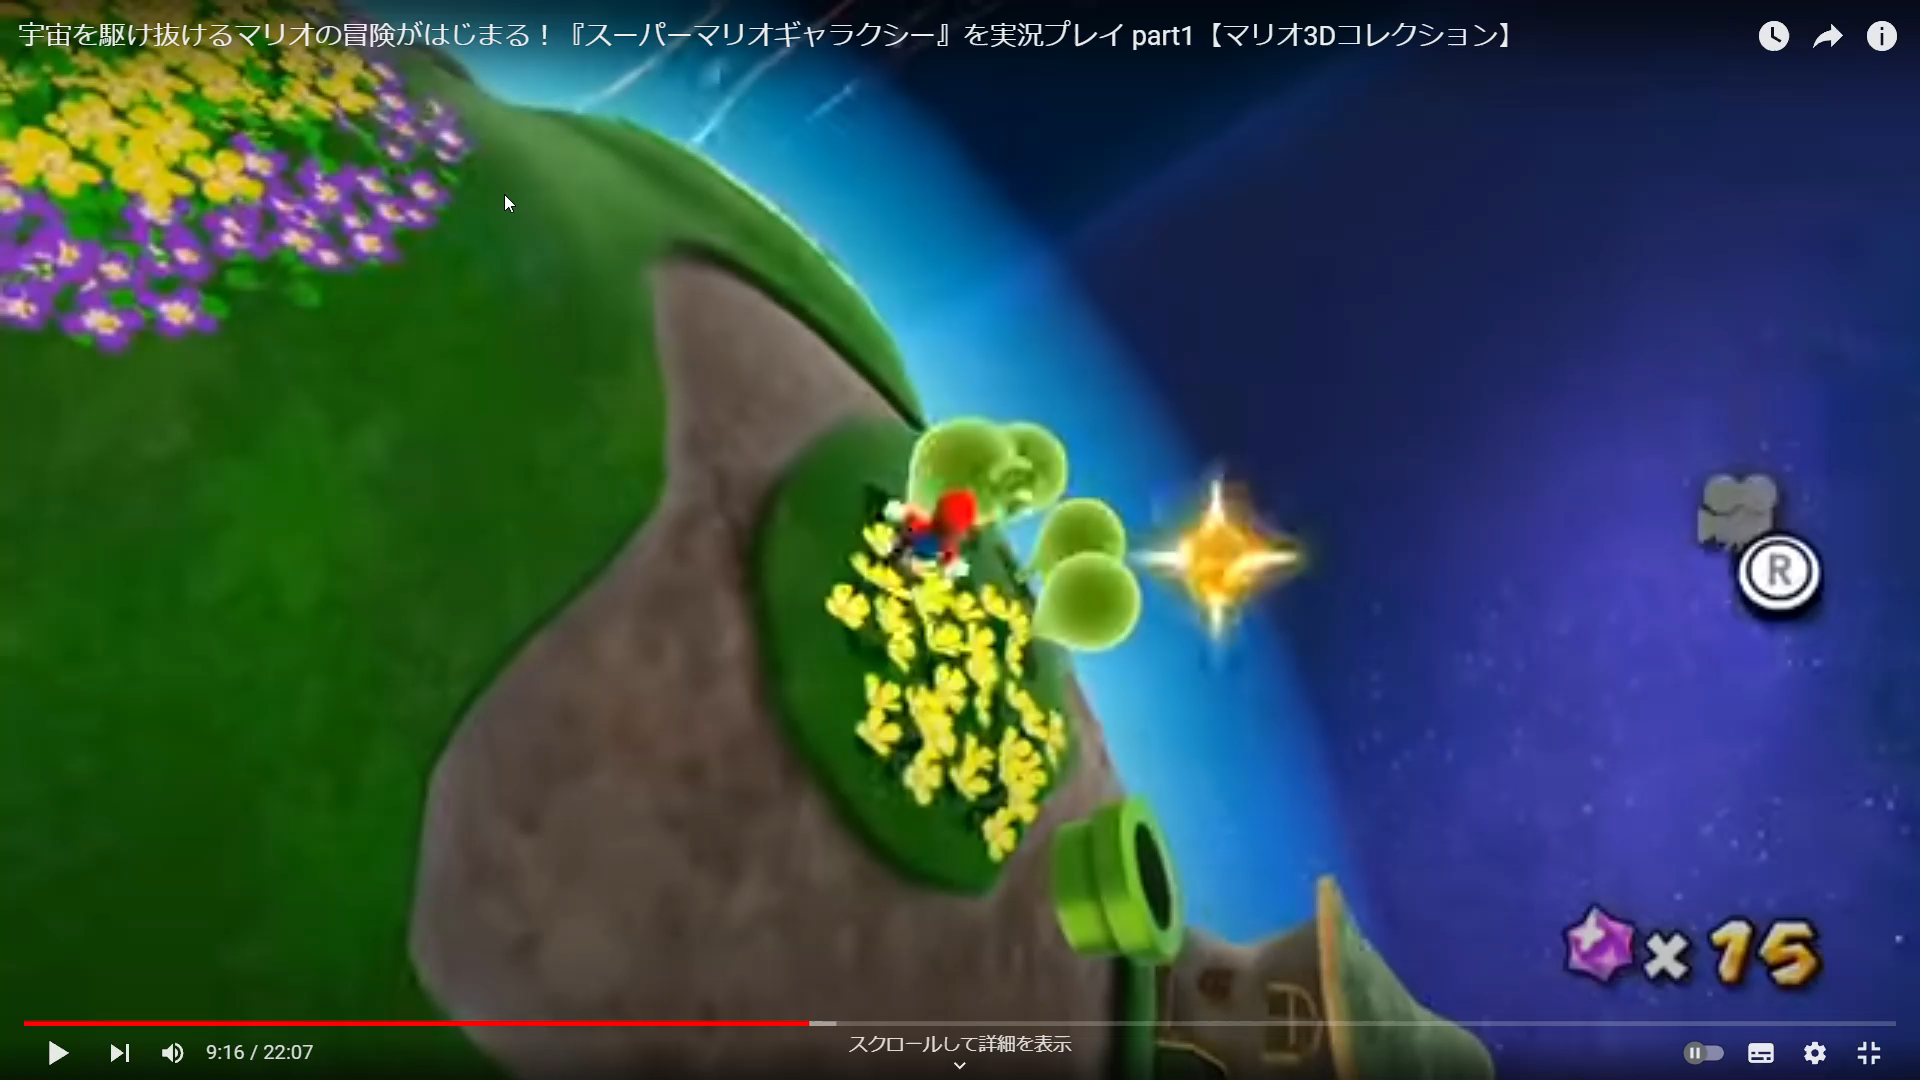 宇宙を駆け抜けるマリオの冒険がはじまる！『スーパーマリオギャラクシー』を実況プレイ part1【マリオ3Dコレクション】
R
× 15
スクロールして詳細を表示
9:16 / 22:07